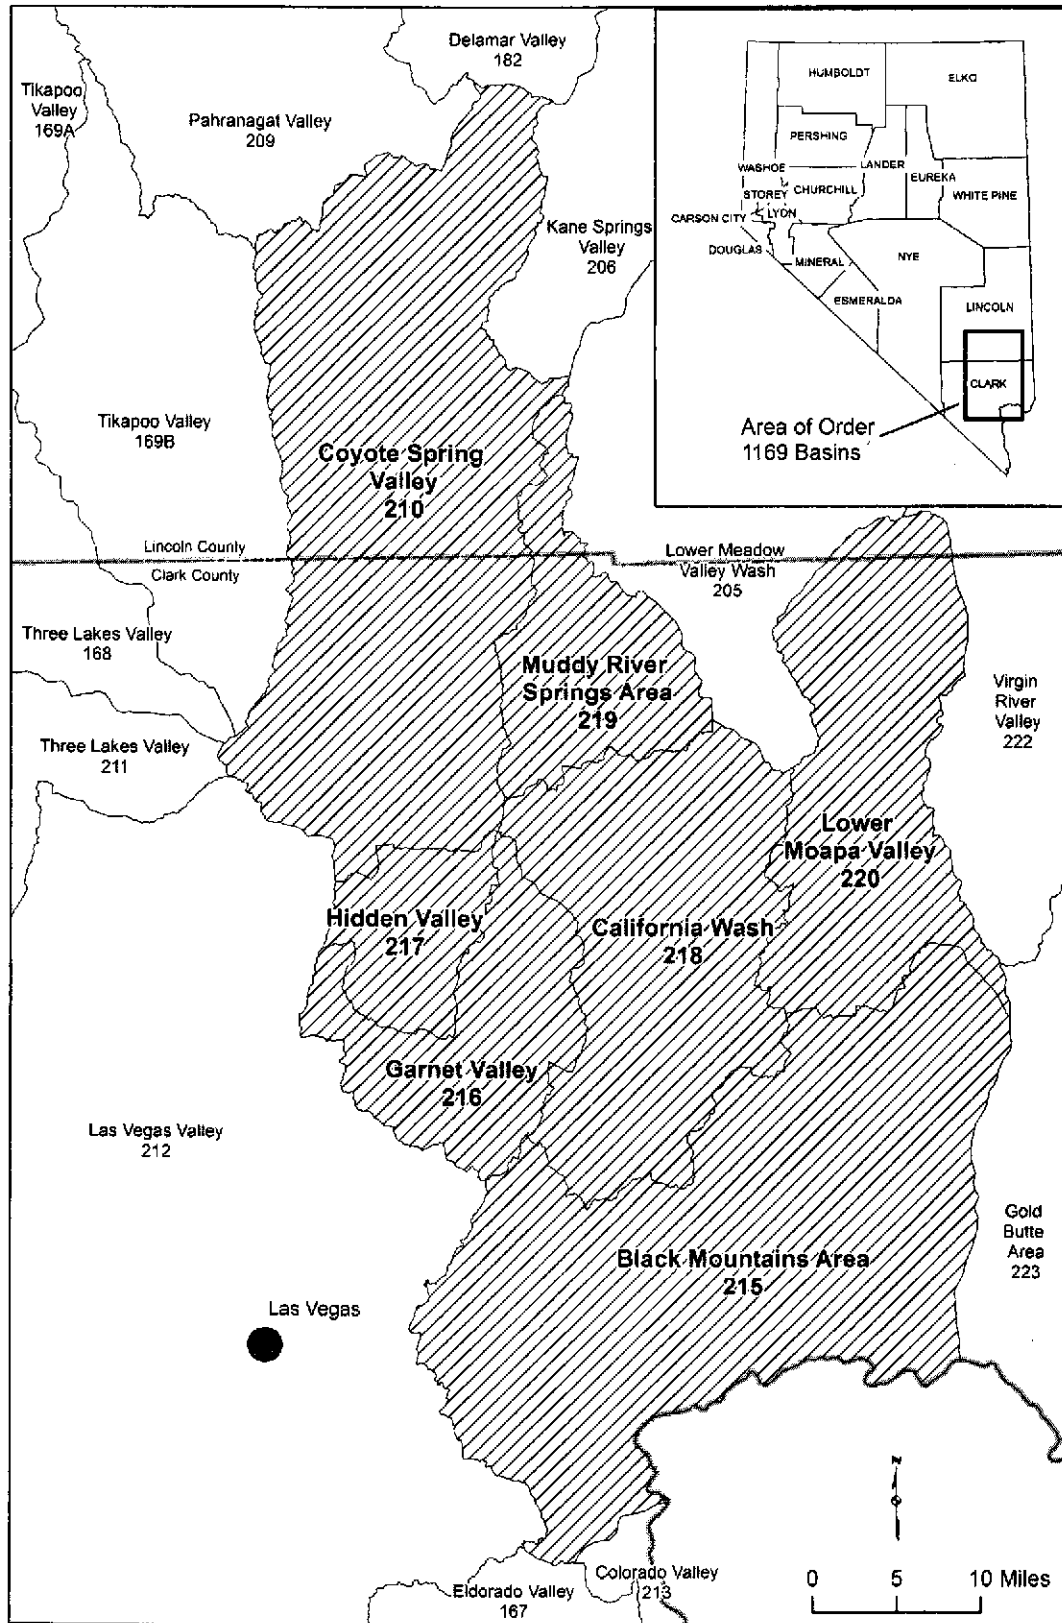 Delamar Valley
182
Tikapoo
Valley
169A
Pahranagat Valley
209
Kane Springs
Valley
206
HUMBOLDT
ELKO
PERSHING
WASHOE
LANDER
EUREKA
STOREY
CHURCHILL
WHITE PINE
CARSON CITY
LYON
DOUGLAS
MINERAL
NYE
ESMERALDA
LINCOLN
CLARK
Area of Order
1169 Basins
Tikapoo Valley
169B
Coyote Spring
Valley
210
Lincoln County
Clark County
Lower Meadow
Valley Wash
205
Three Lakes Valley
168
Muddy River
Springs Area
219
Virgin
River
Valley
222
Three Lakes Valley
211
Lower
Moapa Valley
220
Hidden Valley
217
California Wash
218
Garnet Valley
216
Las Vegas Valley
212
Gold
Butte
Area
223
Black Mountains Area
215
Las Vegas
N
Colorado Valley
213
Eldorado Valley
167
0 5 10 Miles